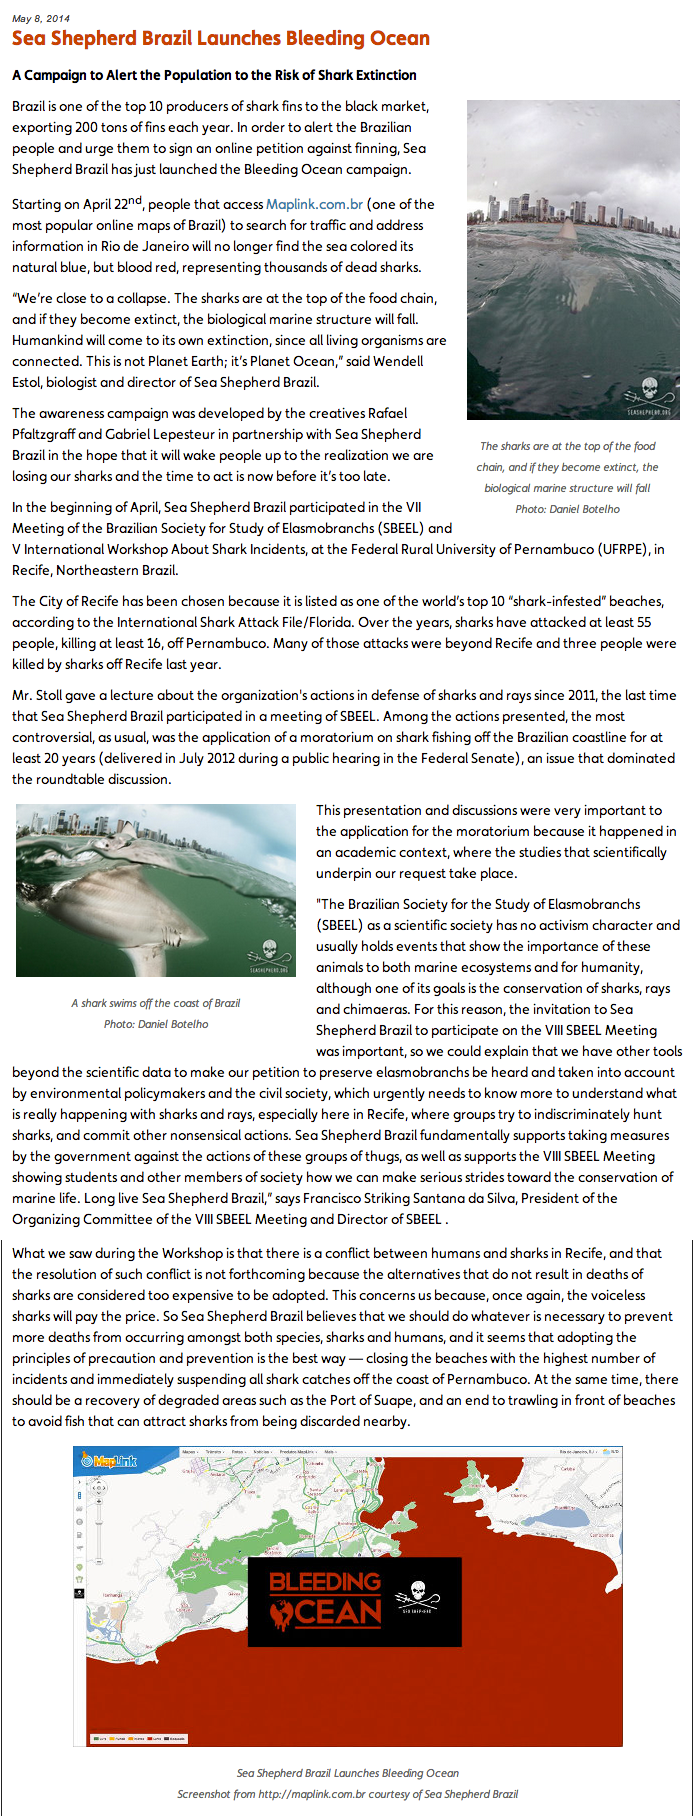 May 8, 2014
Sea Shepherd Brazil Launches Bleeding Ocean
A Campaign to Alert the Population to the Risk of Shark Extinction
Brazil is one of the top 10 producers of shark fins to the black market,
exporting 200 tons of fins each year. In order to alert the Brazilian
people and urge them to sign an online petition against finning, Sea
Shepherd Brazil has just launched the Bleeding Ocean campaign.
Starting on April 22nd, people that access Maplink.com.br (one of the
most popular online maps of Brazil) to search for traffic and address
information in Rio de Janeiro will no longer find the sea colored its
natural blue, but blood red, representing thousands of dead sharks.
“We’re close to a collapse. The sharks are at the top of the food chain,
and if they become extinct, the biological marine structure will fall.
Humankind will come to its own extinction, since all living organisms are
connected. This is not Planet Earth; it’s Planet Ocean,” said Wendell
Estol, biologist and director of Sea Shepherd Brazil.
The awareness campaign was developed by the creatives Rafael
Pfaltzgraff and Gabriel Lepesteur in partnership with Sea Shepherd
Brazil in the hope that it will wake people up to the realization we are
losing our sharks and the time to act is now before it’s too late.
SEASHEPHERD.ORG
The sharks are at the top of the food
chain, and if they become extinct, the
biological marine structure will fall
Photo: Daniel Botelho
In the beginning of April, Sea Shepherd Brazil participated in the VII
Meeting of the Brazilian Society for Study of Elasmobranchs (SBEEL) and
V International Workshop About Shark Incidents, at the Federal Rural University of Pernambuco (UFRPE), in
Recife, Northeastern Brazil.
The City of Recife has been chosen because it is listed as one of the world’s top 10 “shark-infested” beaches,
according to the International Shark Attack File/Florida. Over the years, sharks have attacked at least 55
people, killing at least 16, off Pernambuco. Many of those attacks were beyond Recife and three people were
killed by sharks off Recife last year.
Mr. Stoll gave a lecture about the organization's actions in defense of sharks and rays since 2011, the last time
that Sea Shepherd Brazil participated in a meeting of SBEEL. Among the actions presented, the most
controversial, as usual, was the application of a moratorium on shark fishing off the Brazilian coastline for at
least 20 years (delivered in July 2012 during a public hearing in the Federal Senate), an issue that dominated
the roundtable discussion.
SEASHEPHERD.ORG
A shark swims off the coast of Brazil
Photo: Daniel Botelho
This presentation and discussions were very important to
the application for the moratorium because it happened in
an academic context, where the studies that scientifically
underpin our request take place.
"The Brazilian Society for the Study of Elasmobranchs
(SBEEL) as a scientific society has no activism character and
usually holds events that show the importance of these
animals to both marine ecosystems and for humanity,
although one of its goals is the conservation of sharks, rays
and chimaeras. For this reason, the invitation to Sea
Shepherd Brazil to participate on the VIII SBEEL Meeting
was important, so we could explain that we have other tools
beyond the scientific data to make our petition to preserve elasmobranchs be heard and taken into account
by environmental policymakers and the civil society, which urgently needs to know more to understand what
is really happening with sharks and rays, especially here in Recife, where groups try to indiscriminately hunt
sharks, and commit other nonsensical actions. Sea Shepherd Brazil fundamentally supports taking measures
by the government against the actions of these groups of thugs, as well as supports the VIII SBEEL Meeting
showing students and other members of society how we can make serious strides toward the conservation of
marine life. Long live Sea Shepherd Brazil,” says Francisco Striking Santana da Silva, President of the
Organizing Committee of the VIII SBEEL Meeting and Director of SBEEL .
What we saw during the Workshop is that there is a conflict between humans and sharks in Recife, and that
the resolution of such conflict is not forthcoming because the alternatives that do not result in deaths of
sharks are considered too expensive to be adopted. This concerns us because, once again, the voiceless
sharks will pay the price. So Sea Shepherd Brazil believes that we should do whatever is necessary to prevent
more deaths from occurring amongst both species, sharks and humans, and it seems that adopting the
principles of precaution and prevention is the best way — closing the beaches with the highest number of
incidents and immediately suspending all shark catches off the coast of Pernambuco. At the same time, there
should be a recovery of degraded areas such as the Port of Suape, and an end to trawling in front of beaches
to avoid fish that can attract sharks from being discarded nearby.
MapLink
Mapas Trânsito Rotas Notícias Produtos MapLink Mais
Rio de Janeiro, RJ
BLEEDING
OCEAN
SEA SHEPHERD
Sea Shepherd Brazil Launches Bleeding Ocean
Screenshot from http://maplink.com.br courtesy of Sea Shepherd Brazil